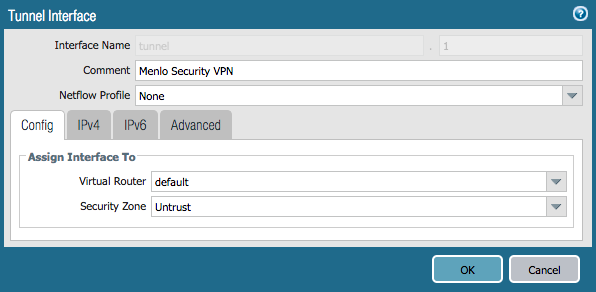 Tunnel Interface
Interface Name tunnel . 1
Comment Menlo Security VPN
Netflow Profile None
Config IPv4 IPv6 Advanced
Assign Interface To
Virtual Router default
Security Zone Untrust
OK Cancel